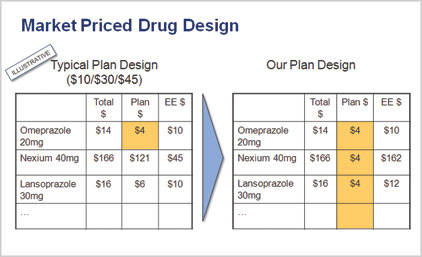 Market Priced Drug Design
ILLUSTRATIVE
Typical Plan Design
($10/$30/$45)
Total $ Plan $ EE $
Omeprazole 20mg $14 $4 $10
Nexium 40mg $166 $121 $45
Lansoprazole 30mg $16 $6 $10
...
Our Plan Design
Total $ Plan $ EE $
Omeprazole 20mg $14 $4 $10
Nexium 40mg $166 $4 $162
Lansoprazole 30mg $16 $4 $12
...